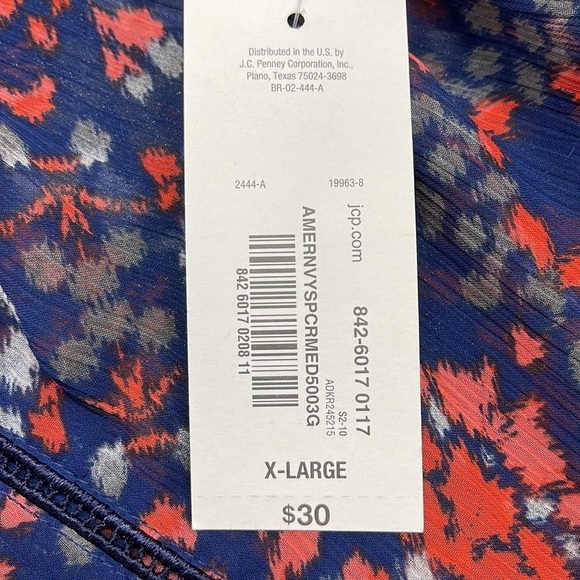 Distributed in the U.S. by
J.C. Penney Corporation, Inc.,
Plano, Texas 75024-3698
BR-02-444-A
2444-A 19963-8
jcp.com
842-6017 0117
S2-10
ADKR245215
AMERNVYSPCRMED5003G
842 6017 0208 11
X-LARGE
$30